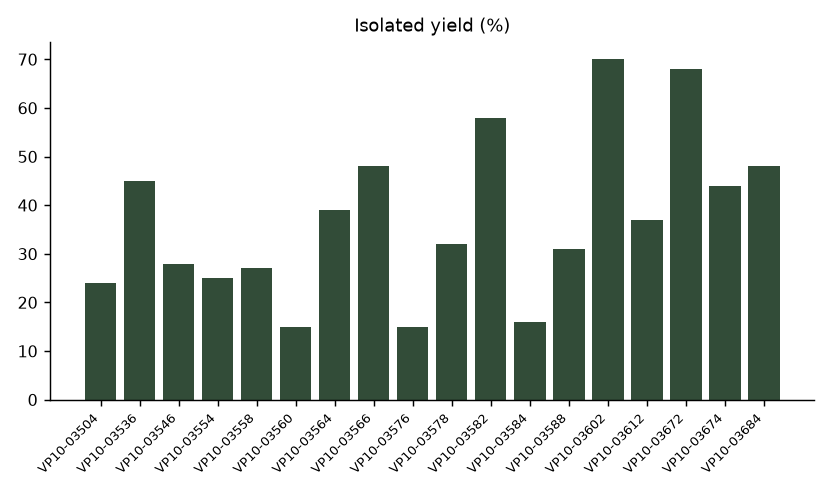 Isolated yield (%)
70
60
50
40
30
20
10
0
VP10-03504
VP10-03536
VP10-03546
VP10-03554
VP10-03558
VP10-03560
VP10-03564
VP10-03566
VP10-03576
VP10-03578
VP10-03582
VP10-03584
VP10-03588
VP10-03602
VP10-03612
VP10-03672
VP10-03674
VP10-03684